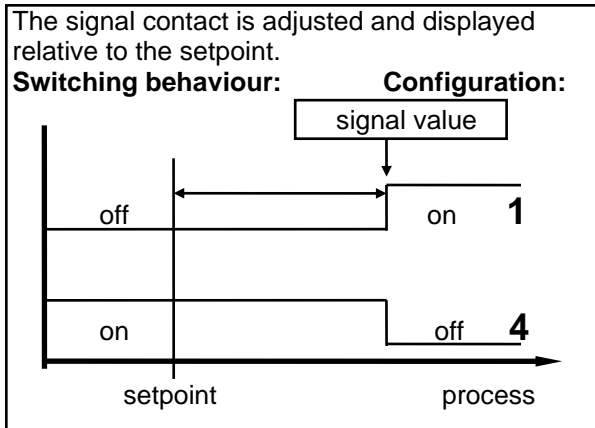 The signal contact is adjusted and displayed
relative to the setpoint.
Switching behaviour: Configuration:
signal value
off on 1
on off 4
setpoint process